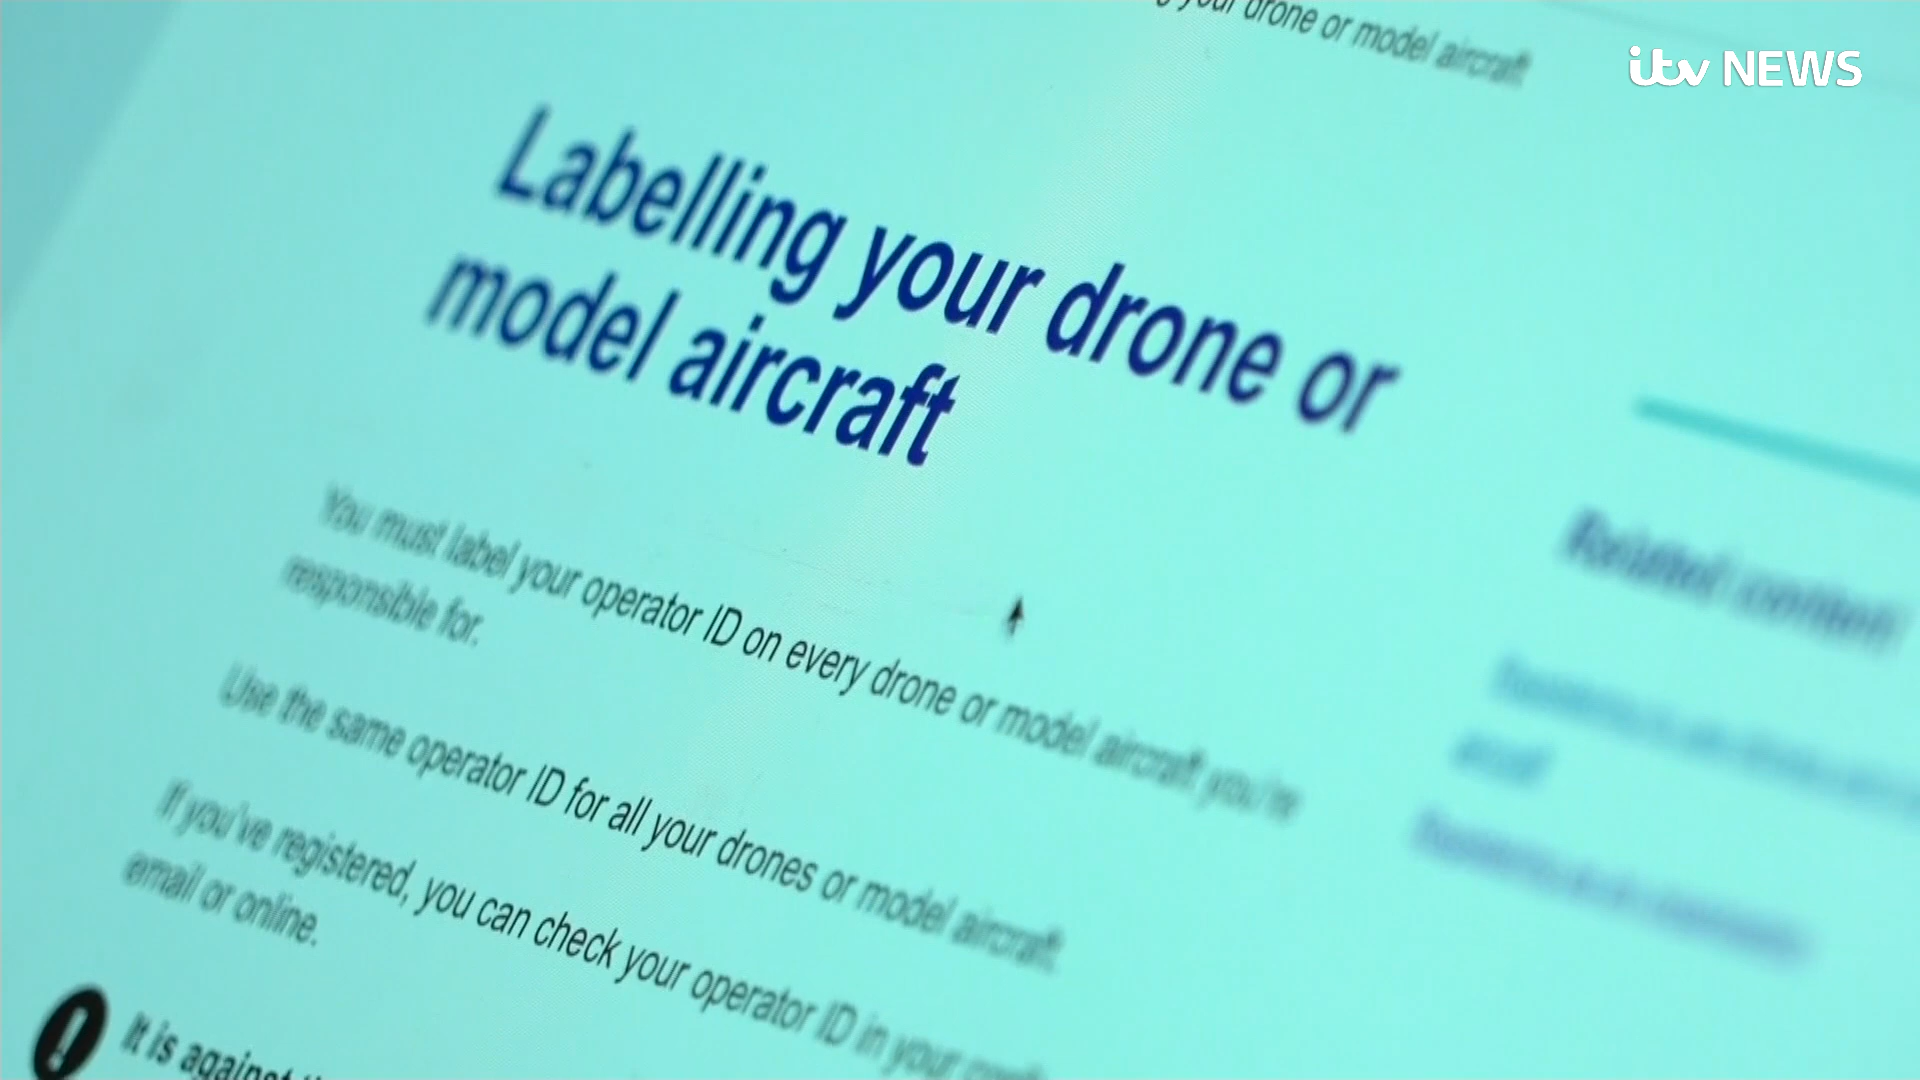 your drone or model aircraft
itv NEWS
Labelling your drone or
model aircraft
You must label your operator ID on every drone or model aircraft you're
responsible for.
Use the same operator ID for all your drones or model aircraft.
If you've registered, you can check your operator ID in your
email or online.
It is against
Related content